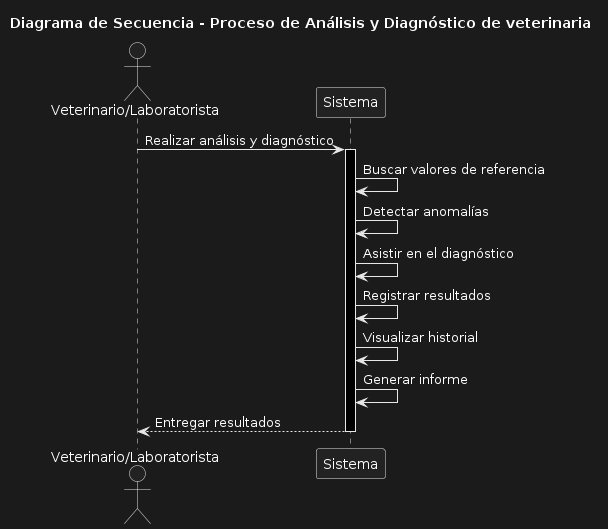 Diagrama de Secuencia - Proceso de Análisis y Diagnóstico de veterinaria
Veterinario/Laboratorista
Sistema
Realizar análisis y diagnóstico
Buscar valores de referencia
Detectar anomalías
Asistir en el diagnóstico
Registrar resultados
Visualizar historial
Generar informe
Entregar resultados
Veterinario/Laboratorista
Sistema